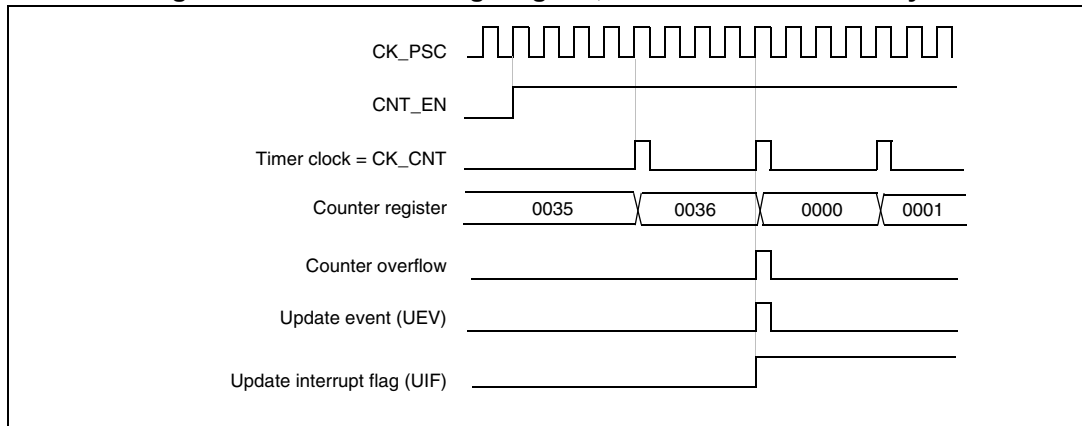 CK_PSC
CNT_EN
Timer clock = CK_CNT
Counter register 0035 0036 0000 0001
Counter overflow
Update event (UEV)
Update interrupt flag (UIF)